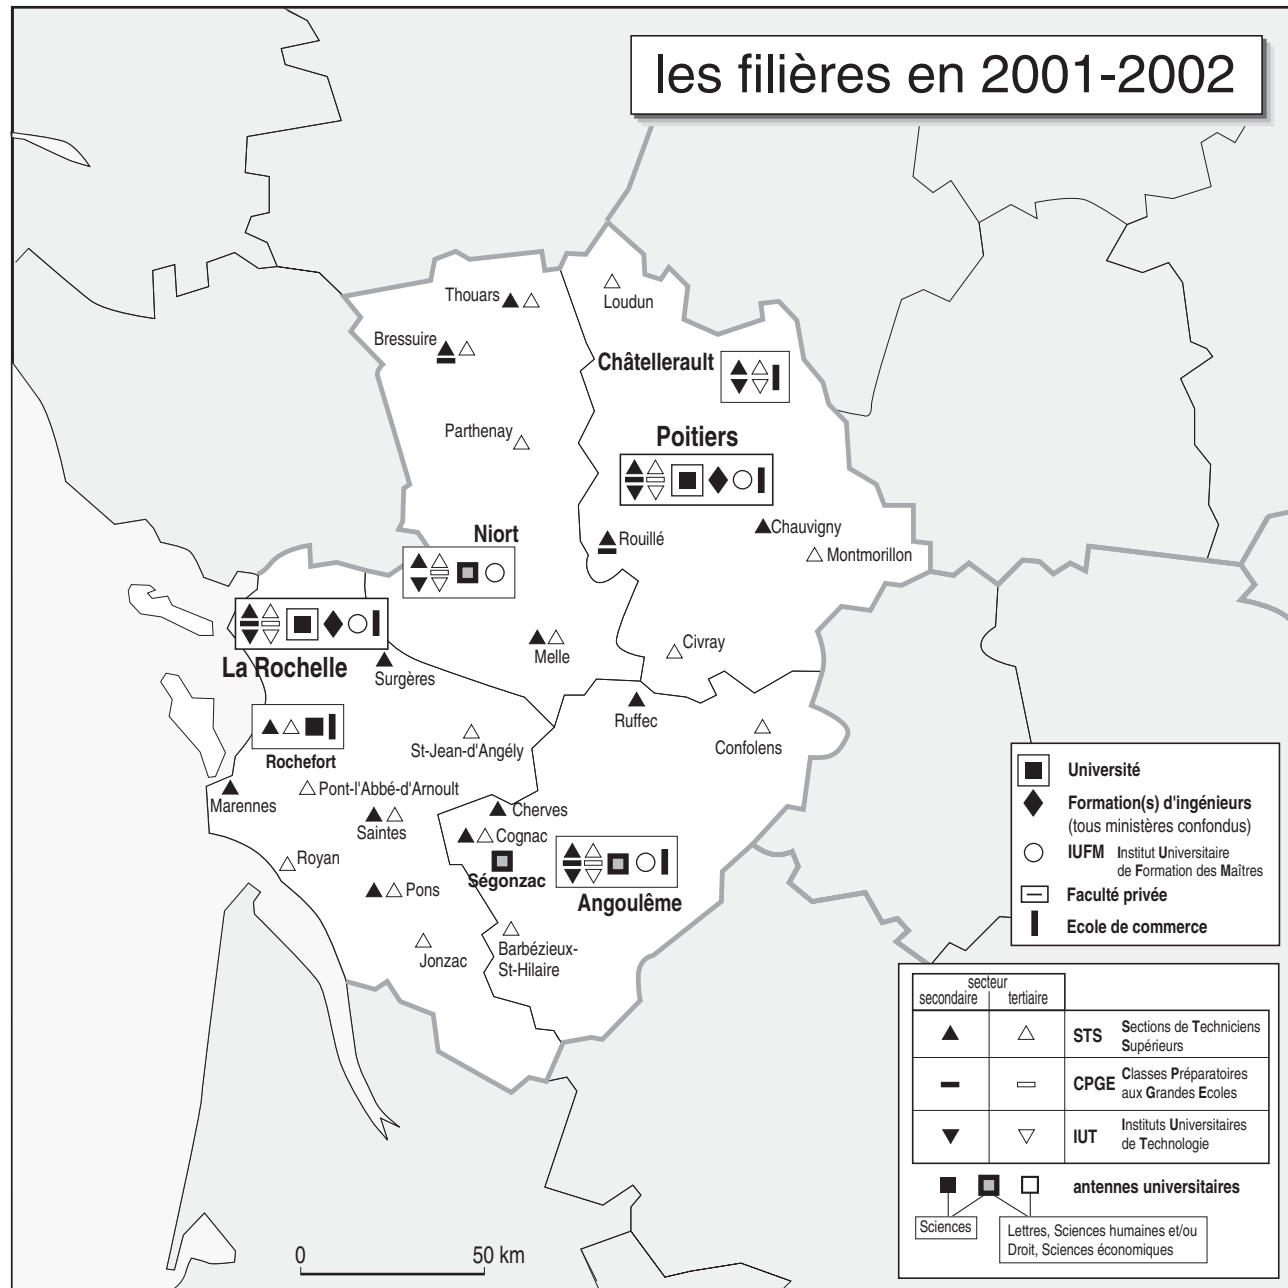 les filières en 2001-2002
Thouars
Loudun
Bressuire
Châtellerault
Parthenay
Poitiers
Niort
Rouillé
Chauvigny
Montmorillon
La Rochelle
Melle
Civray
Surgères
Ruffec
St-Jean-d'Angély
Confolens
Rochefort
Pont-l'Abbé-d'Arnoult
Marennes
Cherves
Saintes
Cognac
Royan
Ségonzac
Pons
Angoulême
Jonzac
Barbézieux-
St-Hilaire
Université
Formation(s) d'ingénieurs
(tous ministères confondus)
IUFM Institut Universitaire
de Formation des Maîtres
Faculté privée
Ecole de commerce
secteur
secondaire tertiaire
STS Sections de Techniciens
Supérieurs
CPGE Classes Préparatoires
aux Grandes Ecoles
IUT Instituts Universitaires
de Technologie
antennes universitaires
Sciences
Lettres, Sciences humaines et/ou
Droit, Sciences économiques
0 50 km